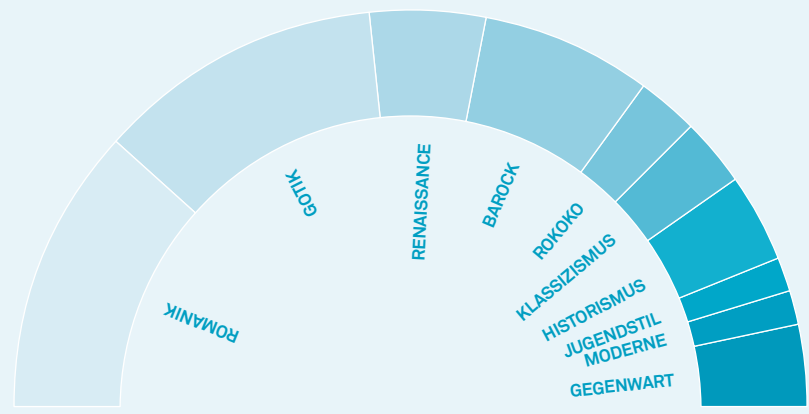 ROMANIK
GOTIK
RENAISSANCE
BAROCK
ROKOKO
KLASSIZISMUS
HISTORISMUS
JUGENDSTIL
MODERNE
GEGENWART